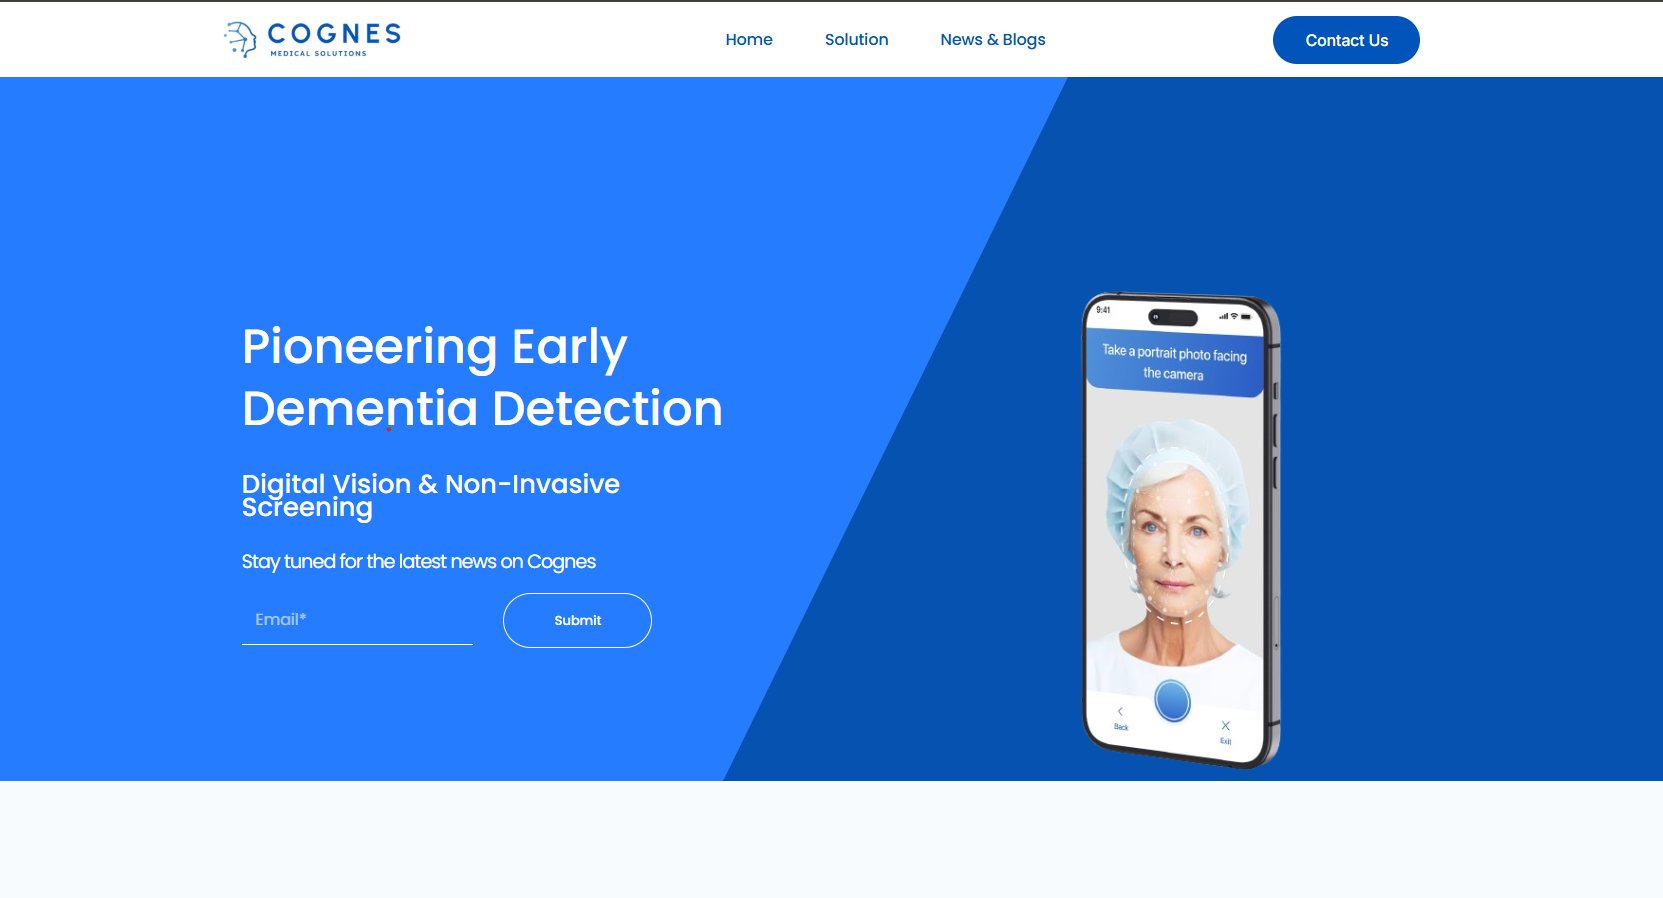 COGNES
MEDICAL SOLUTIONS
Home
Solution
News & Blogs
Contact Us
Pioneering Early
Dementia Detection
Digital Vision & Non-Invasive
Screening
Stay tuned for the latest news on Cognes
Email*
Submit
9:41
Take a portrait photo facing
the camera
Back
Exit